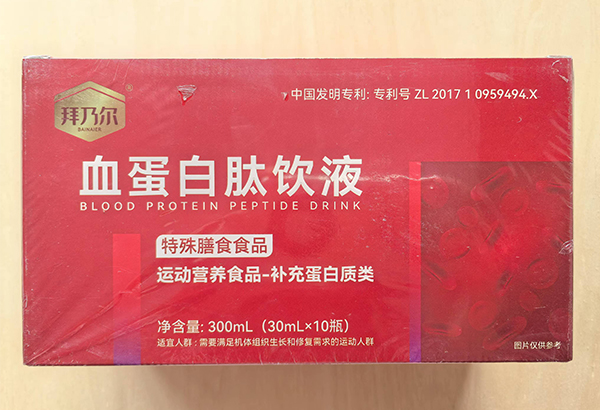 拜乃尔
BAINAIER
®
中国发明专利: 专利号 ZL 2017 1 0959494.X
血蛋白肽饮液
BLOOD PROTEIN PEPTIDE DRINK
特殊膳食食品
运动营养食品-补充蛋白质类
净含量: 300mL（30mL×10瓶）
适宜人群 : 需要满足机体组织生长和修复需求的运动人群
图片仅供参考